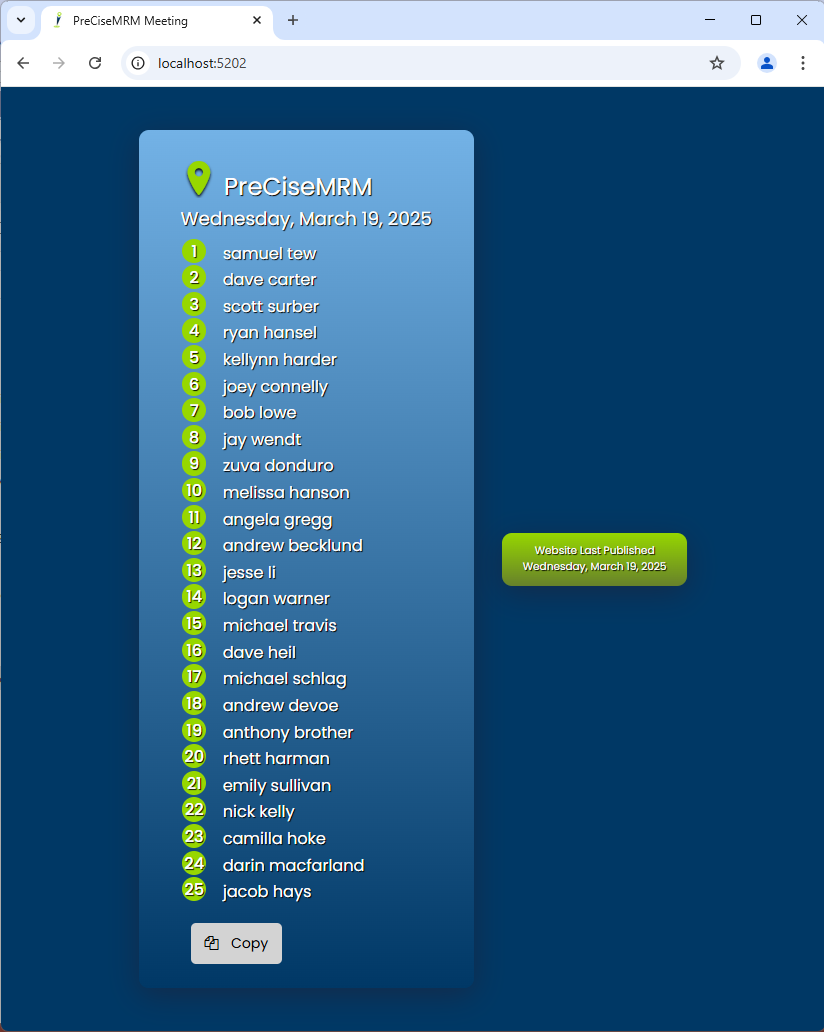 PreCiseMRM Meeting
localhost:5202
PreCiseMRM
Wednesday, March 19, 2025
1 samuel tew
2 dave carter
3 scott surber
4 ryan hansel
5 kellynn harder
6 joey connelly
7 bob lowe
8 jay wendt
9 zuva donduro
10 melissa hanson
11 angela gregg
12 andrew becklund
13 jesse li
14 logan warner
15 michael travis
16 dave heil
17 michael schlag
18 andrew devoe
19 anthony brother
20 rhett harman
21 emily sullivan
22 nick kelly
23 camilla hoke
24 darin macfarland
25 jacob hays
Copy
Website Last Published
Wednesday, March 19, 2025